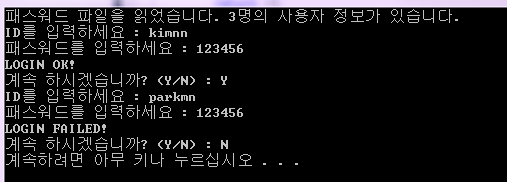 패스워드 파일을 읽었습니다. 3명의 사용자 정보가 있습니다.
ID를 입력하세요 : kimnn
패스워드를 입력하세요 : 123456
LOGIN OK!
계속 하시겠습니까? (Y/N) : Y
ID를 입력하세요 : parkmn
패스워드를 입력하세요 : 123456
LOGIN FAILED!
계속 하시겠습니까? (Y/N) : N
계속하려면 아무 키나 누르십시오 . . .